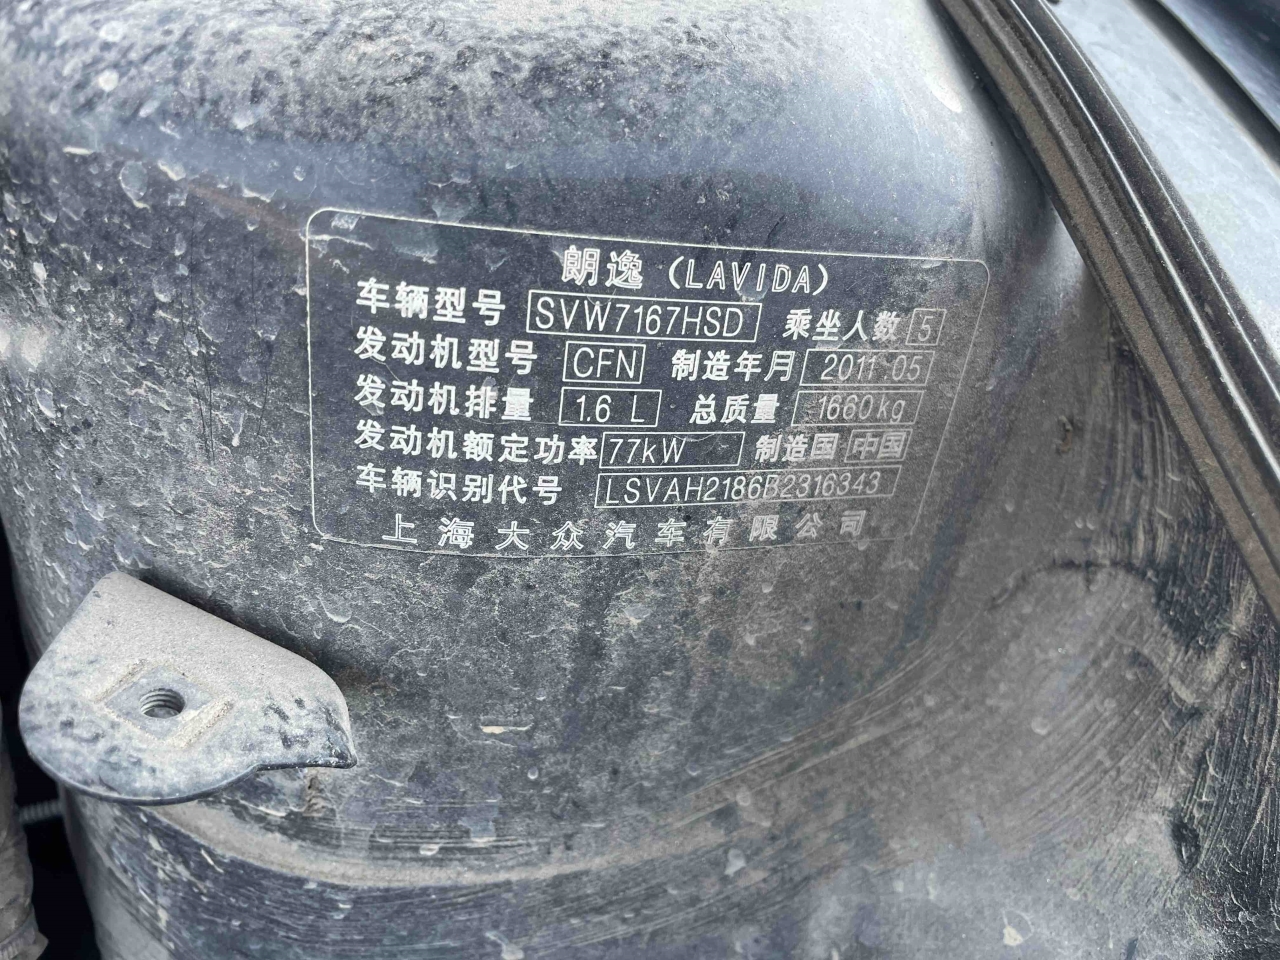 朗逸（LAVIDA）
车辆型号 SVW7167HSD 乘坐人数 5
发动机型号 CFN 制造年月 2011.05
发动机排量 1.6 L 总质量 1660kg
发动机额定功率 77kW 制造国 中国
车辆识别代号 LSVAH2186B2316343
上海大众汽车有限公司